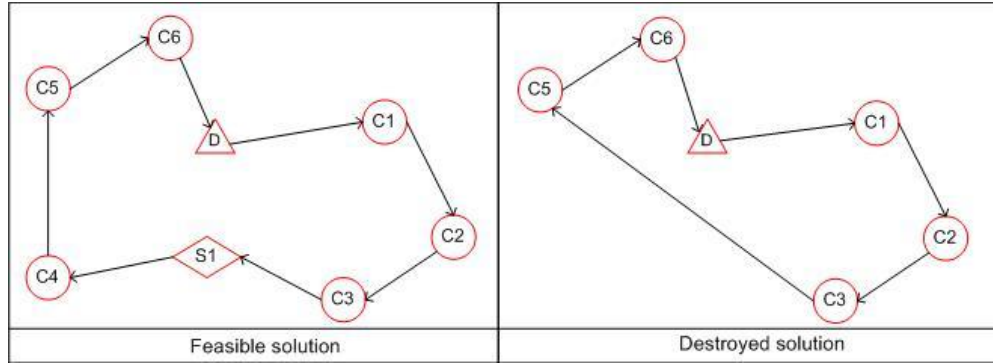 C6
C5
C1
D
C2
S1
C4
C3
Feasible solution
C6
C5
C1
D
C2
C3
Destroyed solution